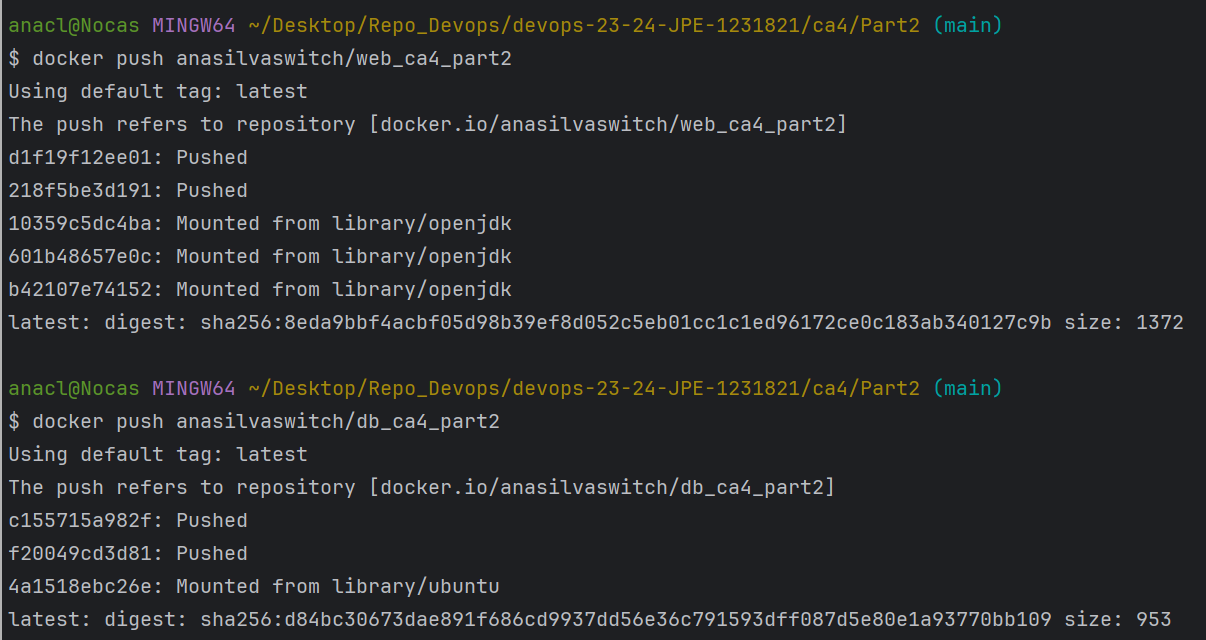 anacl@Nocas MINGW64 ~/Desktop/Repo_Devops/devops-23-24-JPE-1231821/ca4/Part2 (main)
$ docker push anasilvaswitch/web_ca4_part2
Using default tag: latest
The push refers to repository [docker.io/anasilvaswitch/web_ca4_part2]
d1f19f12ee01: Pushed
218f5be3d191: Pushed
10359c5dc4ba: Mounted from library/openjdk
601b48657e0c: Mounted from library/openjdk
b42107e74152: Mounted from library/openjdk
latest: digest: sha256:8eda9bbf4acbf05d98b39ef8d052c5eb01cc1c1ed96172ce0c183ab340127c9b size: 1372
anacl@Nocas MINGW64 ~/Desktop/Repo_Devops/devops-23-24-JPE-1231821/ca4/Part2 (main)
$ docker push anasilvaswitch/db_ca4_part2
Using default tag: latest
The push refers to repository [docker.io/anasilvaswitch/db_ca4_part2]
c155715a982f: Pushed
f20049cd3d81: Pushed
4a1518ebc26e: Mounted from library/ubuntu
latest: digest: sha256:d84bc30673dae891f686cd9937dd56e36c791593dff087d5e80e1a93770bb109 size: 953